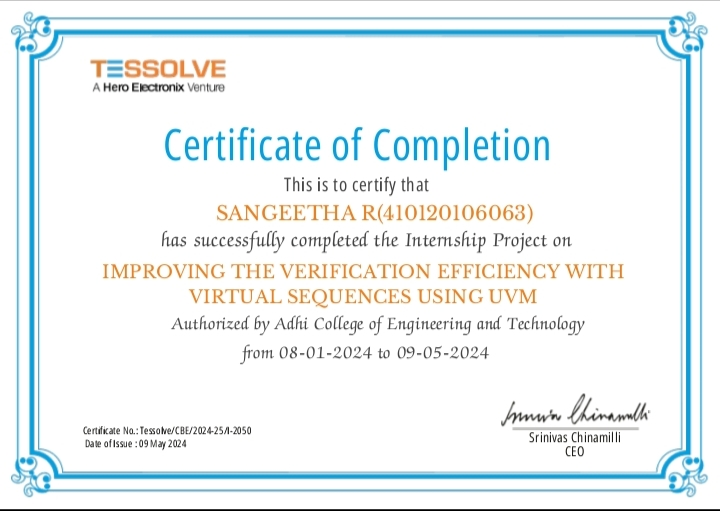 TESSOLVE
A Hero Electronix Venture
Certificate of Completion
This is to certify that
SANGEETHA R(410120106063)
has successfully completed the Internship Project on
IMPROVING THE VERIFICATION EFFICIENCY WITH
VIRTUAL SEQUENCES USING UVM
Authorized by Adhi College of Engineering and Technology
from 08-01-2024 to 09-05-2024
Srinivas Chinamilli
CEO
Certificate No.: Tessolve/CBE/2024-25/I-2050
Date of Issue : 09 May 2024